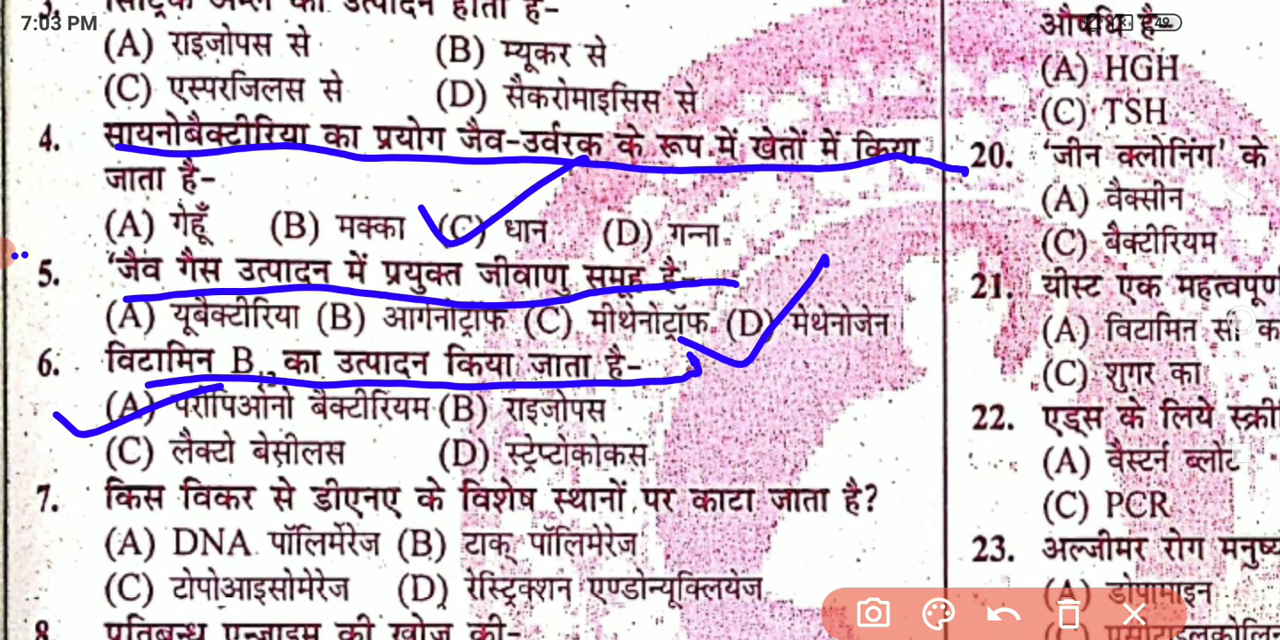 7:03 PM
3. सिट्रिक अम्ल का उत्पादन होता है-
(A) राइज़ोपस से (B) म्यूकर से
(C) एस्परजिलस से (D) सैकरोमाइसिस से
4. सायनोबैक्टीरिया का प्रयोग जैव-उर्वरक के रूप में खेतों में किया
जाता है-
(A) गेहूँ (B) मक्का (C) धान (D) गन्ना
5. 'जैव गैस उत्पादन में प्रयुक्त जीवाणु समूह है-
(A) यूबैक्टीरिया (B) आर्गेनोट्रॉफ (C) मीथेनोट्रॉफ (D) मेथेनोजेन
6. विटामिन B₁₂ का उत्पादन किया जाता है-
(A) परोपिओनो बैक्टीरियम (B) राइज़ोपस
(C) लैक्टो बेसीलस (D) स्ट्रेप्टोकोकस
7. किस विकर से डीएनए के विशेष स्थानों पर काटा जाता है?
(A) DNA पॉलिमेरेज (B) टाक् पॉलिमेरेज
(C) टोपोआइसोमेरेज (D) रेस्ट्रिक्शन एण्डोन्यूक्लियेज
8. प्रतिबन्ध एन्जाइम की खोज की-
औषधि है-
(A) HGH
(C) TSH
20. 'जीन क्लोनिंग' के
(A) वैक्सीन
(C) बैक्टीरियम
21. यीस्ट एक महत्वपूर्ण
(A) विटामिन सी का
(C) शुगर का
22. एड्स के लिये
(A) वैस्टर्न ब्लोट
(C) PCR
23. अल्जीमर रोग
(A) डोपामाइन